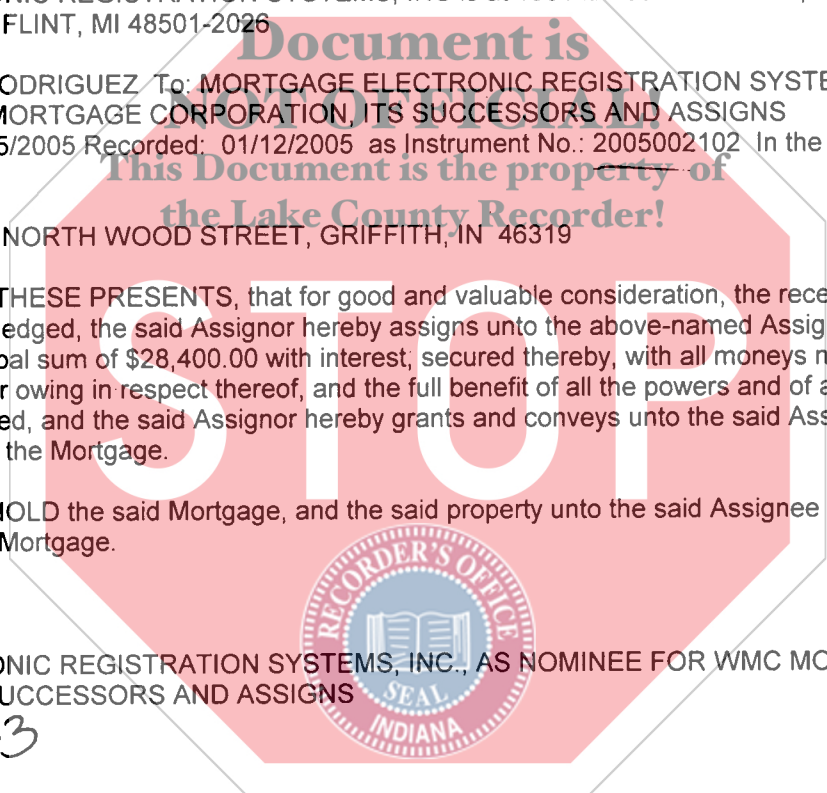 FLINT, MI 48501-2026
Document is
ODRIGUEZ To: MORTGAGE ELECTRONIC REGISTRATION SYSTE
NOT OFFICIAL!
MORTGAGE CORPORATION, ITS SUCCESSORS AND ASSIGNS
5/2005 Recorded: 01/12/2005 as Instrument No.: 2005002102 In the
This Document is the property of
the Lake County Recorder!
NORTH WOOD STREET, GRIFFITH, IN 46319
THESE PRESENTS, that for good and valuable consideration, the rece
edged, the said Assignor hereby assigns unto the above-named Assig
pal sum of $28,400.00 with interest, secured thereby, with all moneys n
r owing in respect thereof, and the full benefit of all the powers and of a
ed, and the said Assignor hereby grants and conveys unto the said Ass
the Mortgage.
STOP
HOLD the said Mortgage, and the said property unto the said Assignee
Mortgage.
RECORDER'S OFFICE
ONIC REGISTRATION SYSTEMS, INC., AS NOMINEE FOR WMC MO
UCCESSORS AND ASSIGNS
SEAL
INDIANA
3